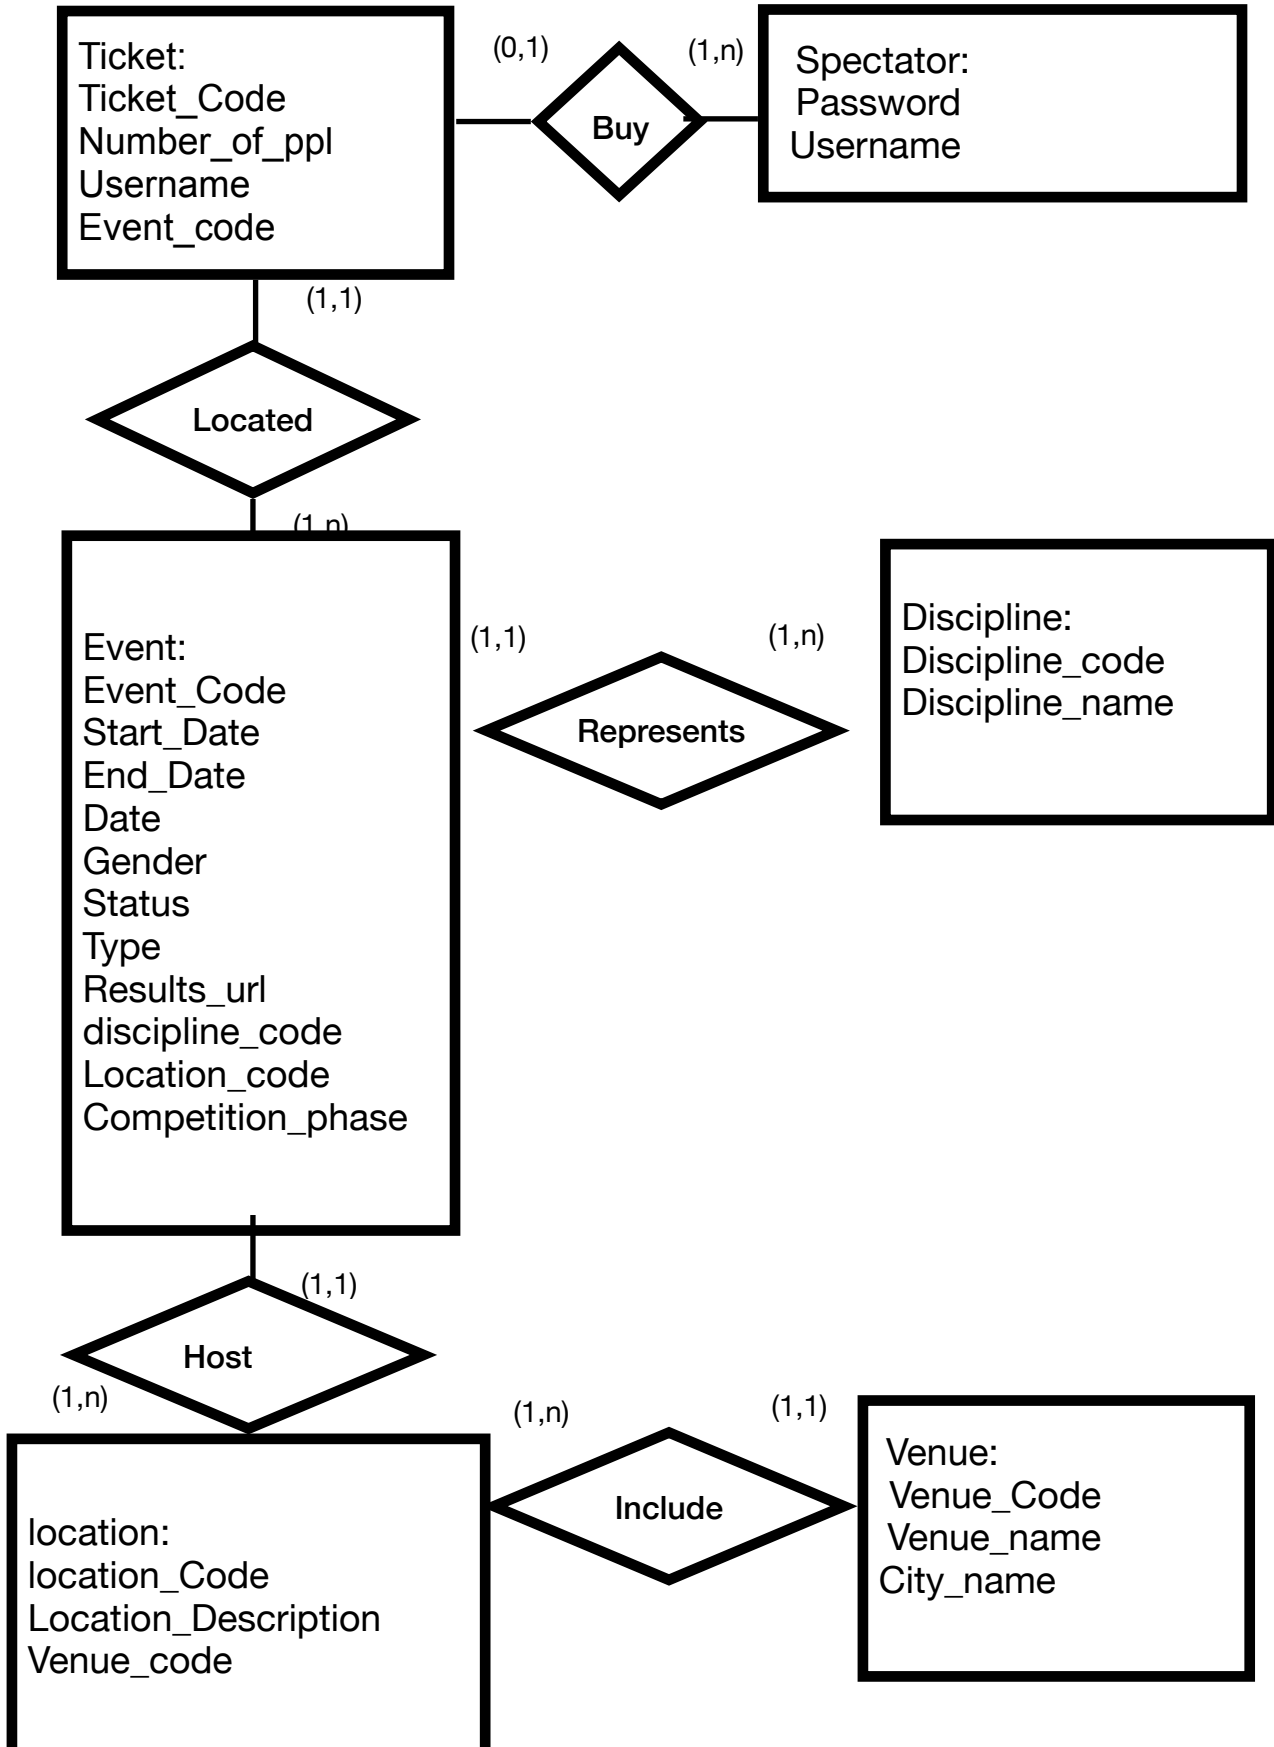 Ticket:
Ticket_Code
Number_of_ppl
Username
Event_code
(0,1)
Buy
(1,n)
Spectator:
Password
Username
(1,1)
Located
(1,n)
Event:
Event_Code
Start_Date
End_Date
Date
Gender
Status
Type
Results_url
discipline_code
Location_code
Competition_phase
(1,1)
Represents
(1,n)
Discipline:
Discipline_code
Discipline_name
(1,1)
Host
(1,n)
location:
location_Code
Location_Description
Venue_code
(1,n)
Include
(1,1)
Venue:
Venue_Code
Venue_name
City_name